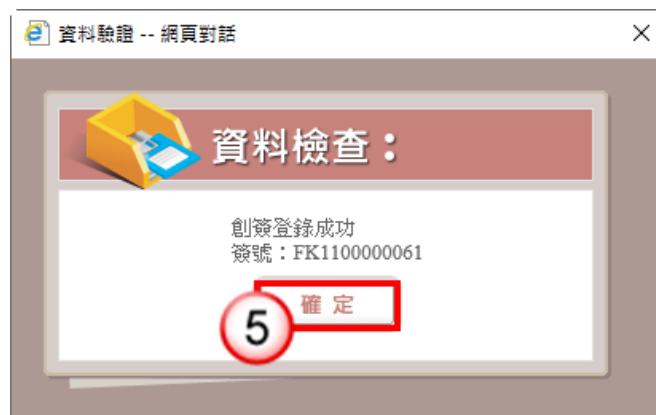 資料驗證 -- 網頁對話
資料檢查：
創簽登錄成功
簽號：FK1100000061
確定
5